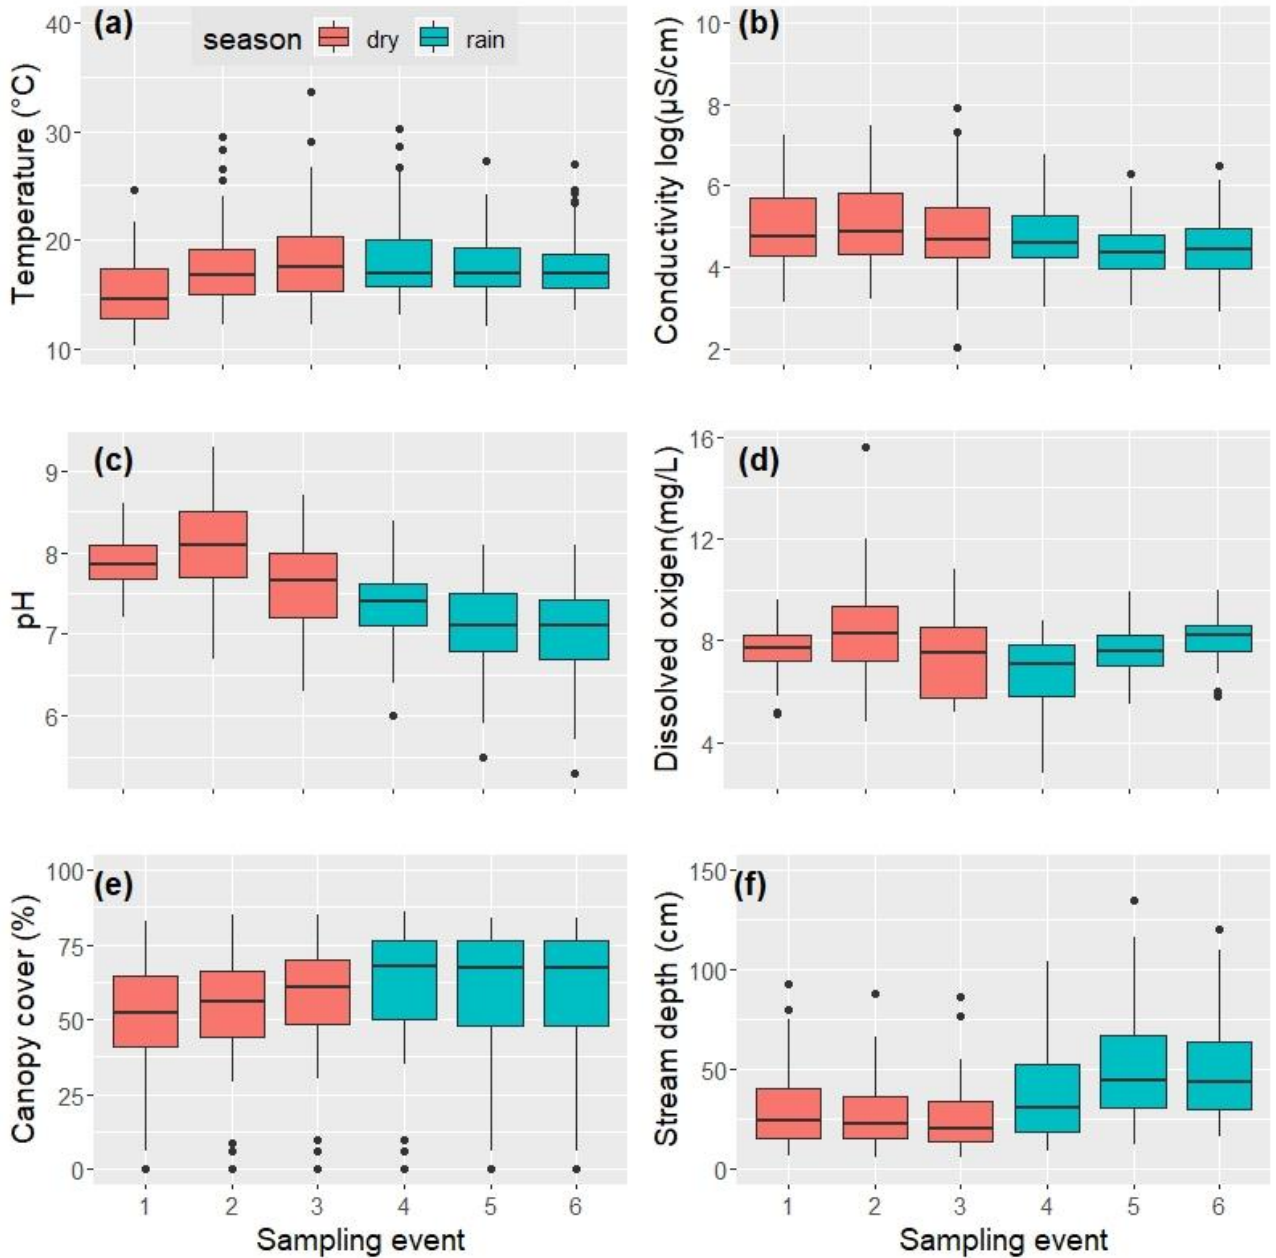 (a)
season dry rain
Temperature (°C)
40
30
20
10
(b)
Conductivity log(µS/cm)
10
8
6
4
2
(c)
pH
9
8
7
6
(d)
Dissolved oxigen(mg/L)
16
12
8
4
(e)
Canopy cover (%)
100
75
50
25
0
1 2 3 4 5 6
Sampling event
(f)
Stream depth (cm)
150
100
50
0
1 2 3 4 5 6
Sampling event